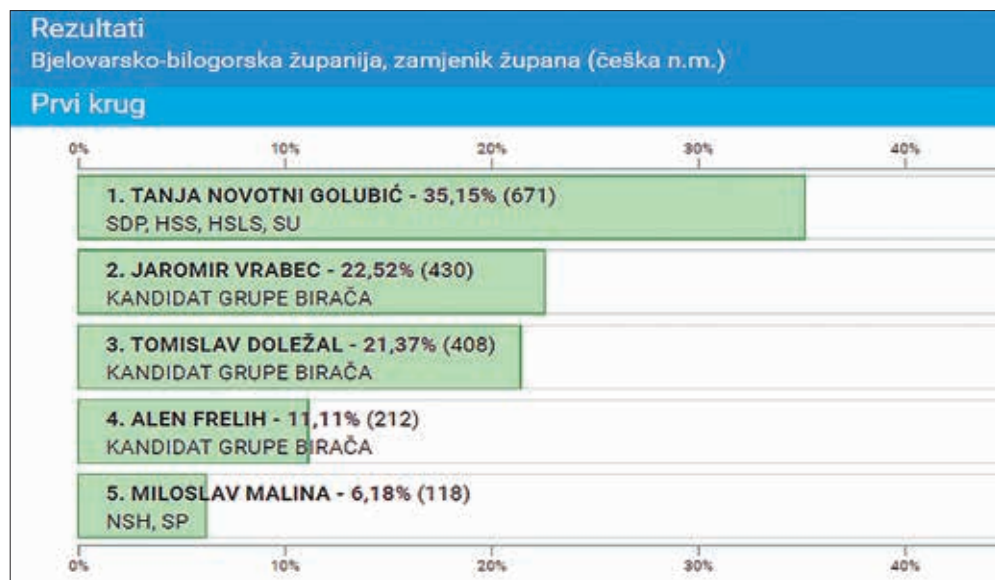 Rezultati
Bjelovarsko-bilogorska županija, zamjenik župana (češka n.m.)
Prvi krug
0% 10% 20% 30% 40%
1. TANJA NOVOTNI GOLUBIĆ - 35,15% (671)
SDP, HSS, HSLS, SU
2. JAROMIR VRABEC - 22,52% (430)
KANDIDAT GRUPE BIRAČA
3. TOMISLAV DOLEŽAL - 21,37% (408)
KANDIDAT GRUPE BIRAČA
4. ALEN FRELIH - 11,11% (212)
KANDIDAT GRUPE BIRAČA
5. MILOSLAV MALINA - 6,18% (118)
NSH, SP
0% 10% 20% 30% 40%